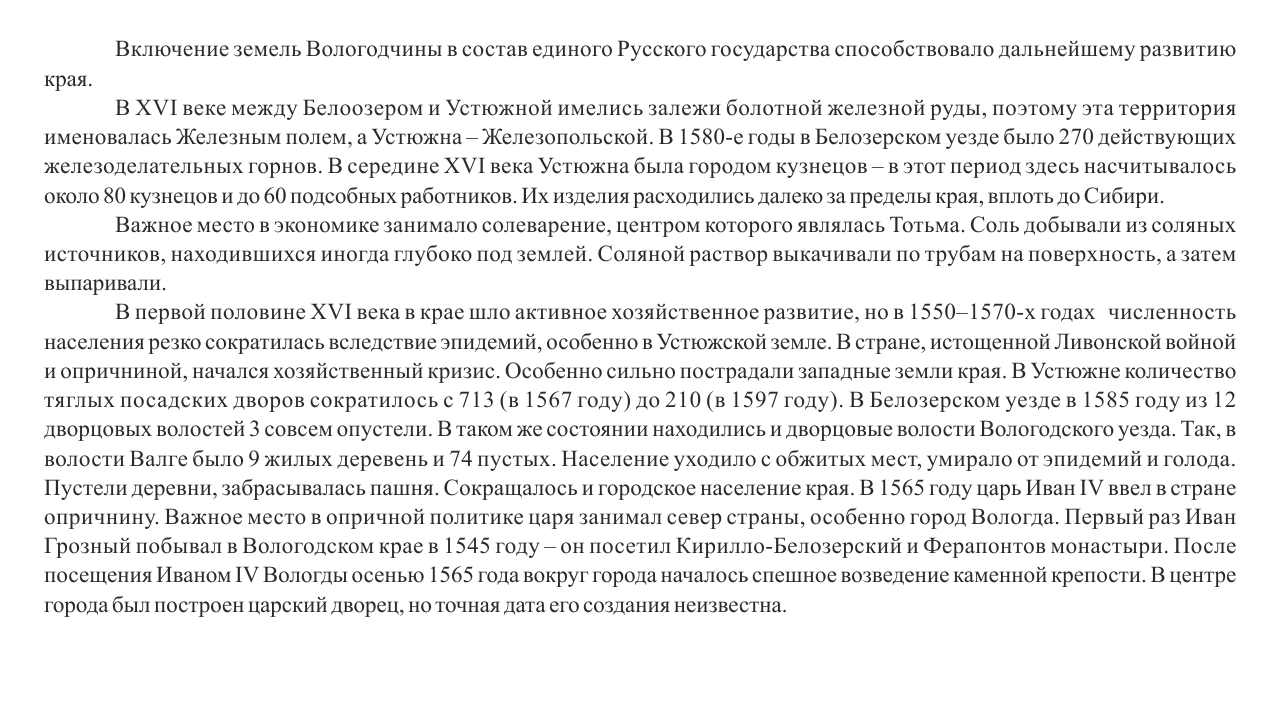 Включение земель Вологодчины в состав единого Русского государства способствовало дальнейшему развитию
края.
В XVI веке между Белоозером и Устюжной имелись залежи болотной железной руды, поэтому эта территория
именовалась Железным полем, а Устюжна – Железопольской. В 1580-е годы в Белозерском уезде было 270 действующих
железоделательных горнов. В середине XVI века Устюжна была городом кузнецов – в этот период здесь насчитывалось
около 80 кузнецов и до 60 подсобных работников. Их изделия расходились далеко за пределы края, вплоть до Сибири.
Важное место в экономике занимало солеварение, центром которого являлась Тотьма. Соль добывали из соляных
источников, находившихся иногда глубоко под землей. Соляной раствор выкачивали по трубам на поверхность, а затем
выпаривали.
В первой половине XVI века в крае шло активное хозяйственное развитие, но в 1550–1570-х годах численность
населения резко сократилась вследствие эпидемий, особенно в Устюжской земле. В стране, истощенной Ливонской войной
и опричниной, начался хозяйственный кризис. Особенно сильно пострадали западные земли края. В Устюжне количество
тяглых посадских дворов сократилось с 713 (в 1567 году) до 210 (в 1597 году). В Белозерском уезде в 1585 году из 12
дворцовых волостей 3 совсем опустели. В таком же состоянии находились и дворцовые волости Вологодского уезда. Так, в
волости Валге было 9 жилых деревень и 74 пустых. Население уходило с обжитых мест, умирало от эпидемий и голода.
Пустели деревни, забрасывалась пашня. Сокращалось и городское население края. В 1565 году царь Иван IV ввел в стране
опричнину. Важное место в опричной политике царя занимал север страны, особенно город Вологда. Первый раз Иван
Грозный побывал в Вологодском крае в 1545 году – он посетил Кирилло-Белозерский и Ферапонтов монастыри. После
посещения Иваном IV Вологды осенью 1565 года вокруг города началось спешное возведение каменной крепости. В центре
города был построен царский дворец, но точная дата его создания неизвестна.